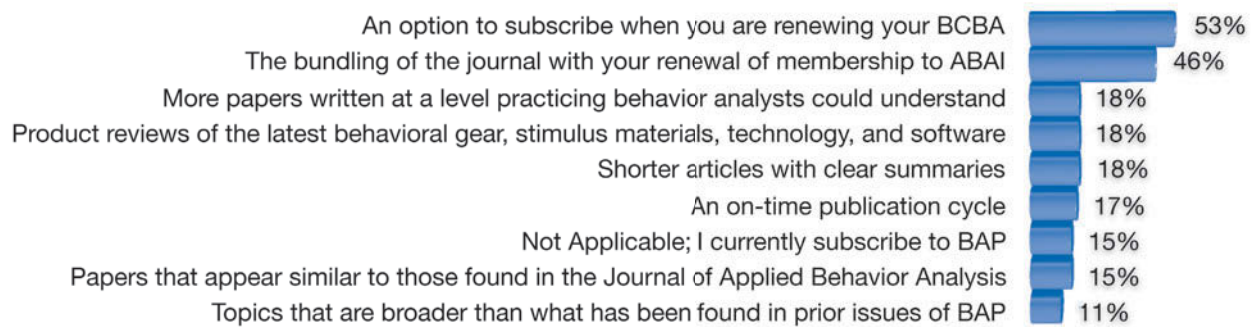 An option to subscribe when you are renewing your BCBA 53%
The bundling of the journal with your renewal of membership to ABAI 46%
More papers written at a level practicing behavior analysts could understand 18%
Product reviews of the latest behavioral gear, stimulus materials, technology, and software 18%
Shorter articles with clear summaries 18%
An on-time publication cycle 17%
Not Applicable; I currently subscribe to BAP 15%
Papers that appear similar to those found in the Journal of Applied Behavior Analysis 15%
Topics that are broader than what has been found in prior issues of BAP 11%